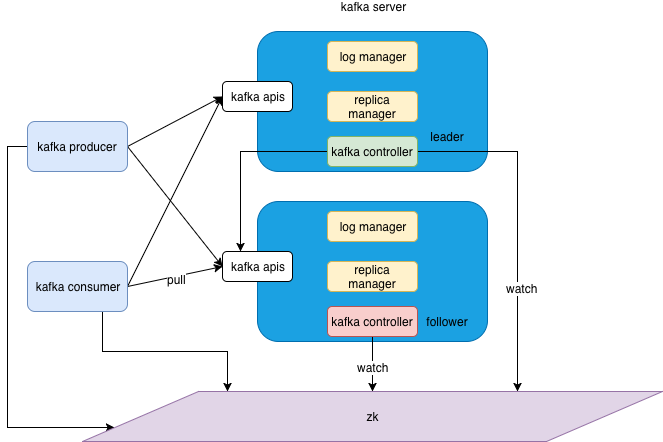 kafka server
log manager
kafka apis
replica
manager
leader
kafka producer
kafka controller
log manager
kafka apis
replica
manager
pull
kafka consumer
watch
kafka controller
follower
watch
zk